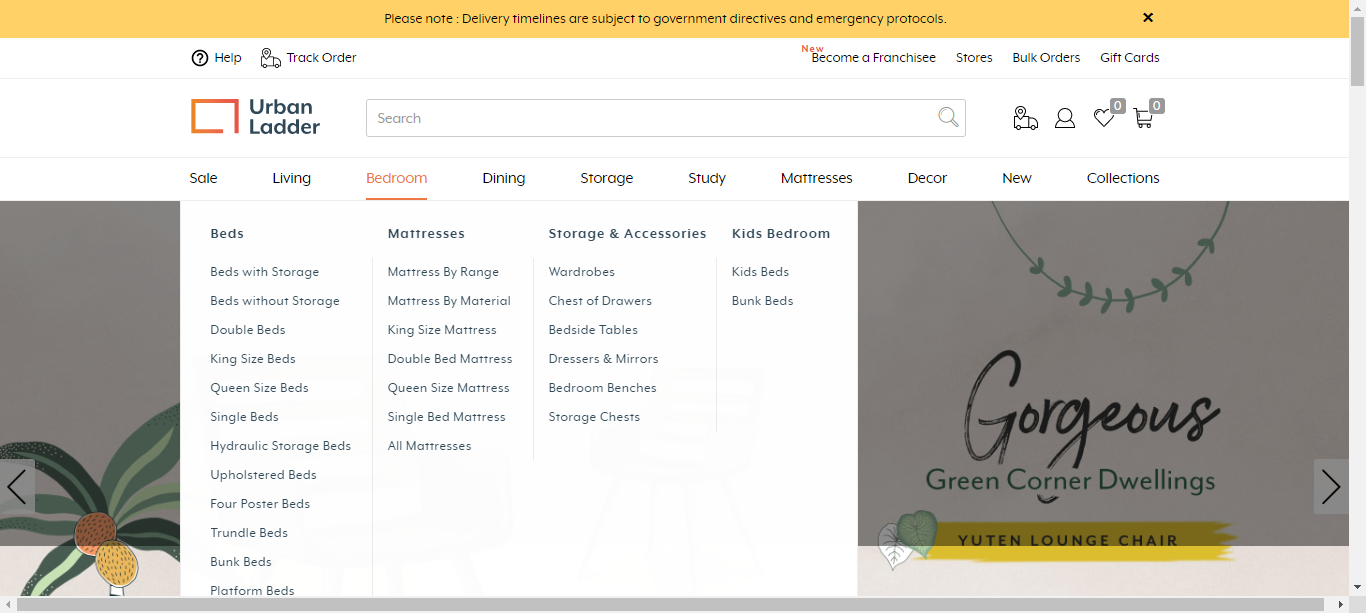 Please note : Delivery timelines are subject to government directives and emergency protocols.
Help Track Order New Become a Franchisee Stores Bulk Orders Gift Cards
Urban
Ladder
Search
0 0
Sale Living Bedroom Dining Storage Study Mattresses Decor New Collections
Beds
Beds with Storage
Beds without Storage
Double Beds
King Size Beds
Queen Size Beds
Single Beds
Hydraulic Storage Beds
Upholstered Beds
Four Poster Beds
Trundle Beds
Bunk Beds
Platform Beds
Mattresses
Mattress By Range
Mattress By Material
King Size Mattress
Double Bed Mattress
Queen Size Mattress
Single Bed Mattress
All Mattresses
Storage & Accessories
Wardrobes
Chest of Drawers
Bedside Tables
Dressers & Mirrors
Bedroom Benches
Storage Chests
Kids Bedroom
Kids Beds
Bunk Beds
Gorgeous
Green Corner Dwellings
YUTEN LOUNGE CHAIR